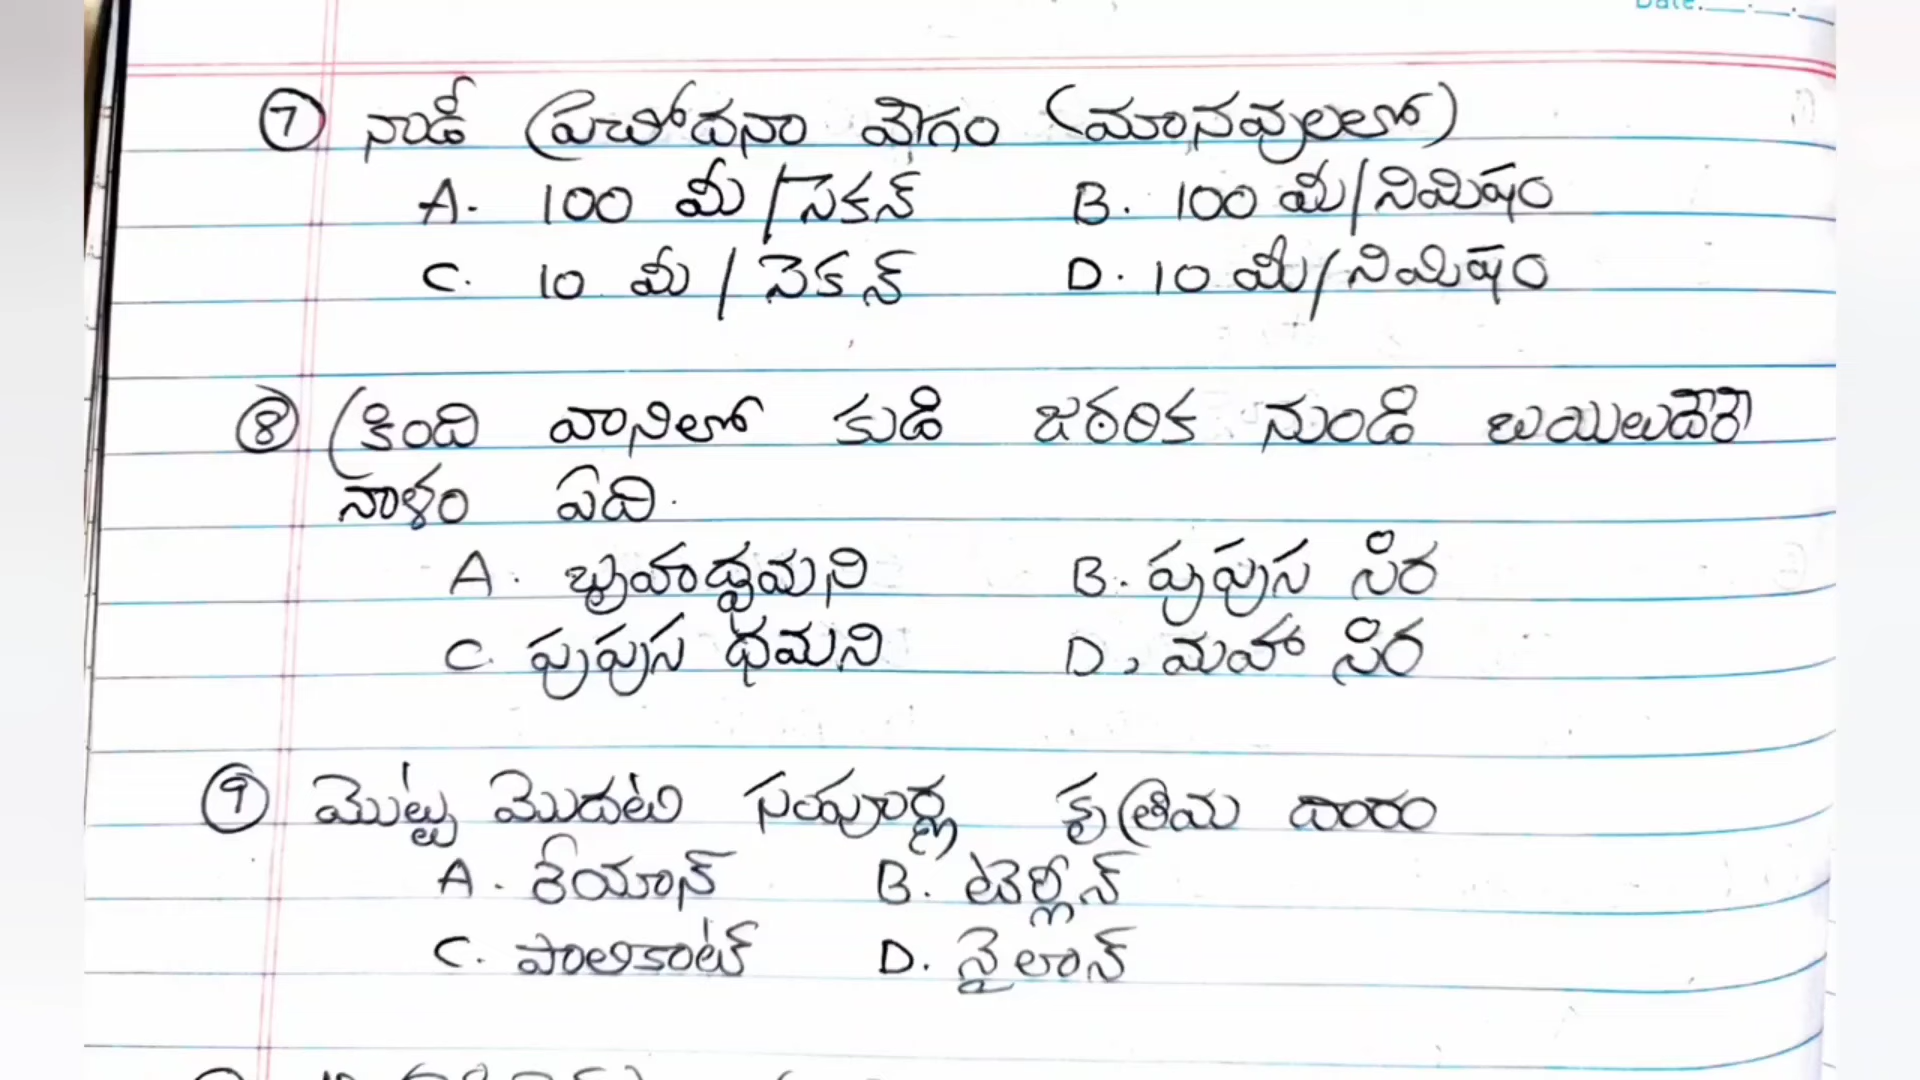 Date.
7 నాడీ ప్రచోదనా వేగం (మానవులలో)
A. 100 మీ/సెకన్ B. 100 మీ/నిమిషం
C. 10 మీ/సెకన్ D. 10 మీ/నిమిషం
8 క్రింది వానిలో కుడి జఠరిక నుండి బయలుదేరే
నాళం ఏది.
A. బృహద్ధమని B. పుపుస సిర
C. పుపుస ధమని D, మహా సిర
9 మొట్ట మొదటి సంపూర్ణ కృత్రిమ దారం
A. రేయాన్ B. టెర్లీన్
C. పాలికాట్ D. నైలాన్